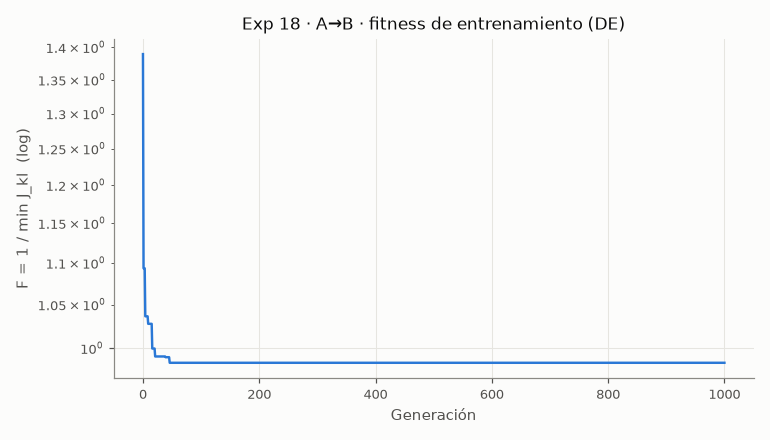 Exp 18 · A→B · fitness de entrenamiento (DE)
F = 1 / min J_kl (log)
1.4 × 10⁰
1.35 × 10⁰
1.3 × 10⁰
1.25 × 10⁰
1.2 × 10⁰
1.15 × 10⁰
1.1 × 10⁰
1.05 × 10⁰
10⁰
0 200 400 600 800 1000
Generación